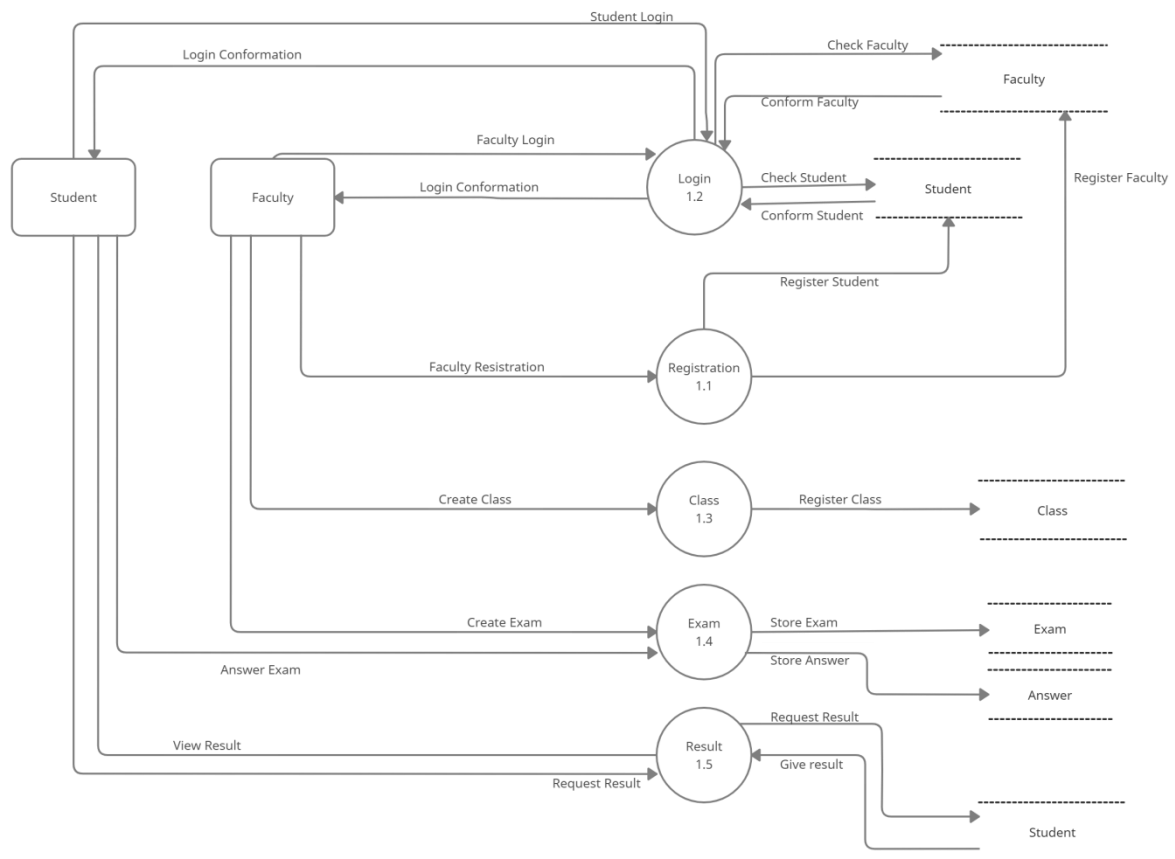 Student Login
Check Faculty
Login Conformation
Faculty
Conform Faculty
Faculty Login
Login
1.2
Check Student
Register Faculty
Login Conformation
Student
Student
Faculty
Conform Student
Register Student
Faculty Resistration
Registration
1.1
Create Class
Class
1.3
Register Class
Class
Create Exam
Exam
1.4
Store Exam
Exam
Answer Exam
Store Answer
Answer
Request Result
View Result
Result
1.5
Give result
Request Result
Student